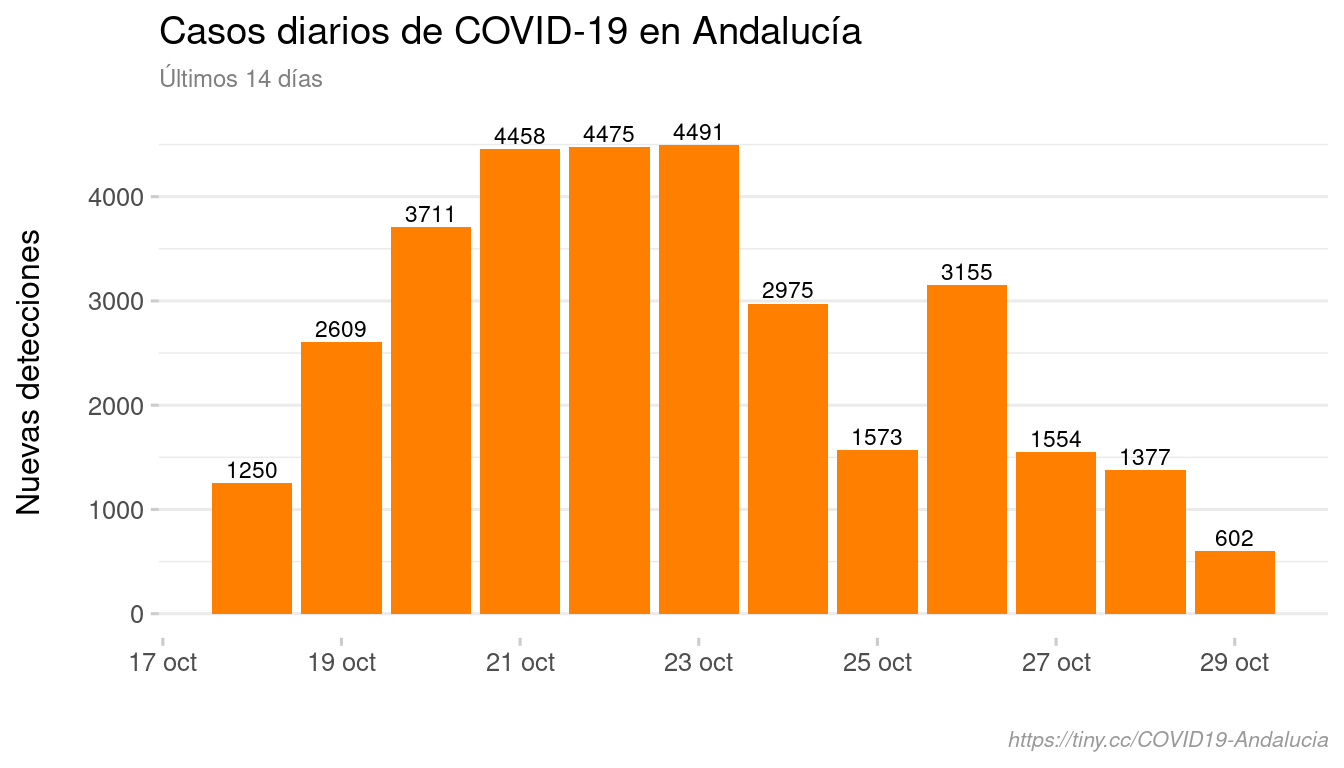 Casos diarios de COVID-19 en Andalucía
Últimos 14 días
Nuevas detecciones
4000
3000
2000
1000
0
1250
2609
3711
4458
4475
4491
2975
1573
3155
1554
1377
602
17 oct
19 oct
21 oct
23 oct
25 oct
27 oct
29 oct
https://tiny.cc/COVID19-Andalucia